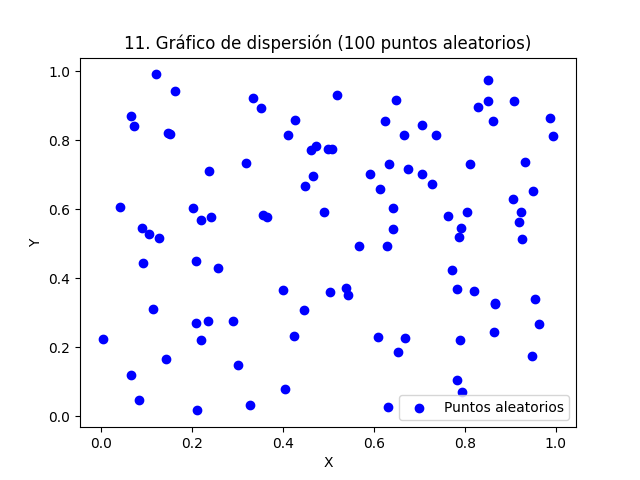 11. Gráfico de dispersión (100 puntos aleatorios)
1.0
0.8
0.6
0.4
0.2
0.0
Y
Puntos aleatorios
0.0 0.2 0.4 0.6 0.8 1.0
X